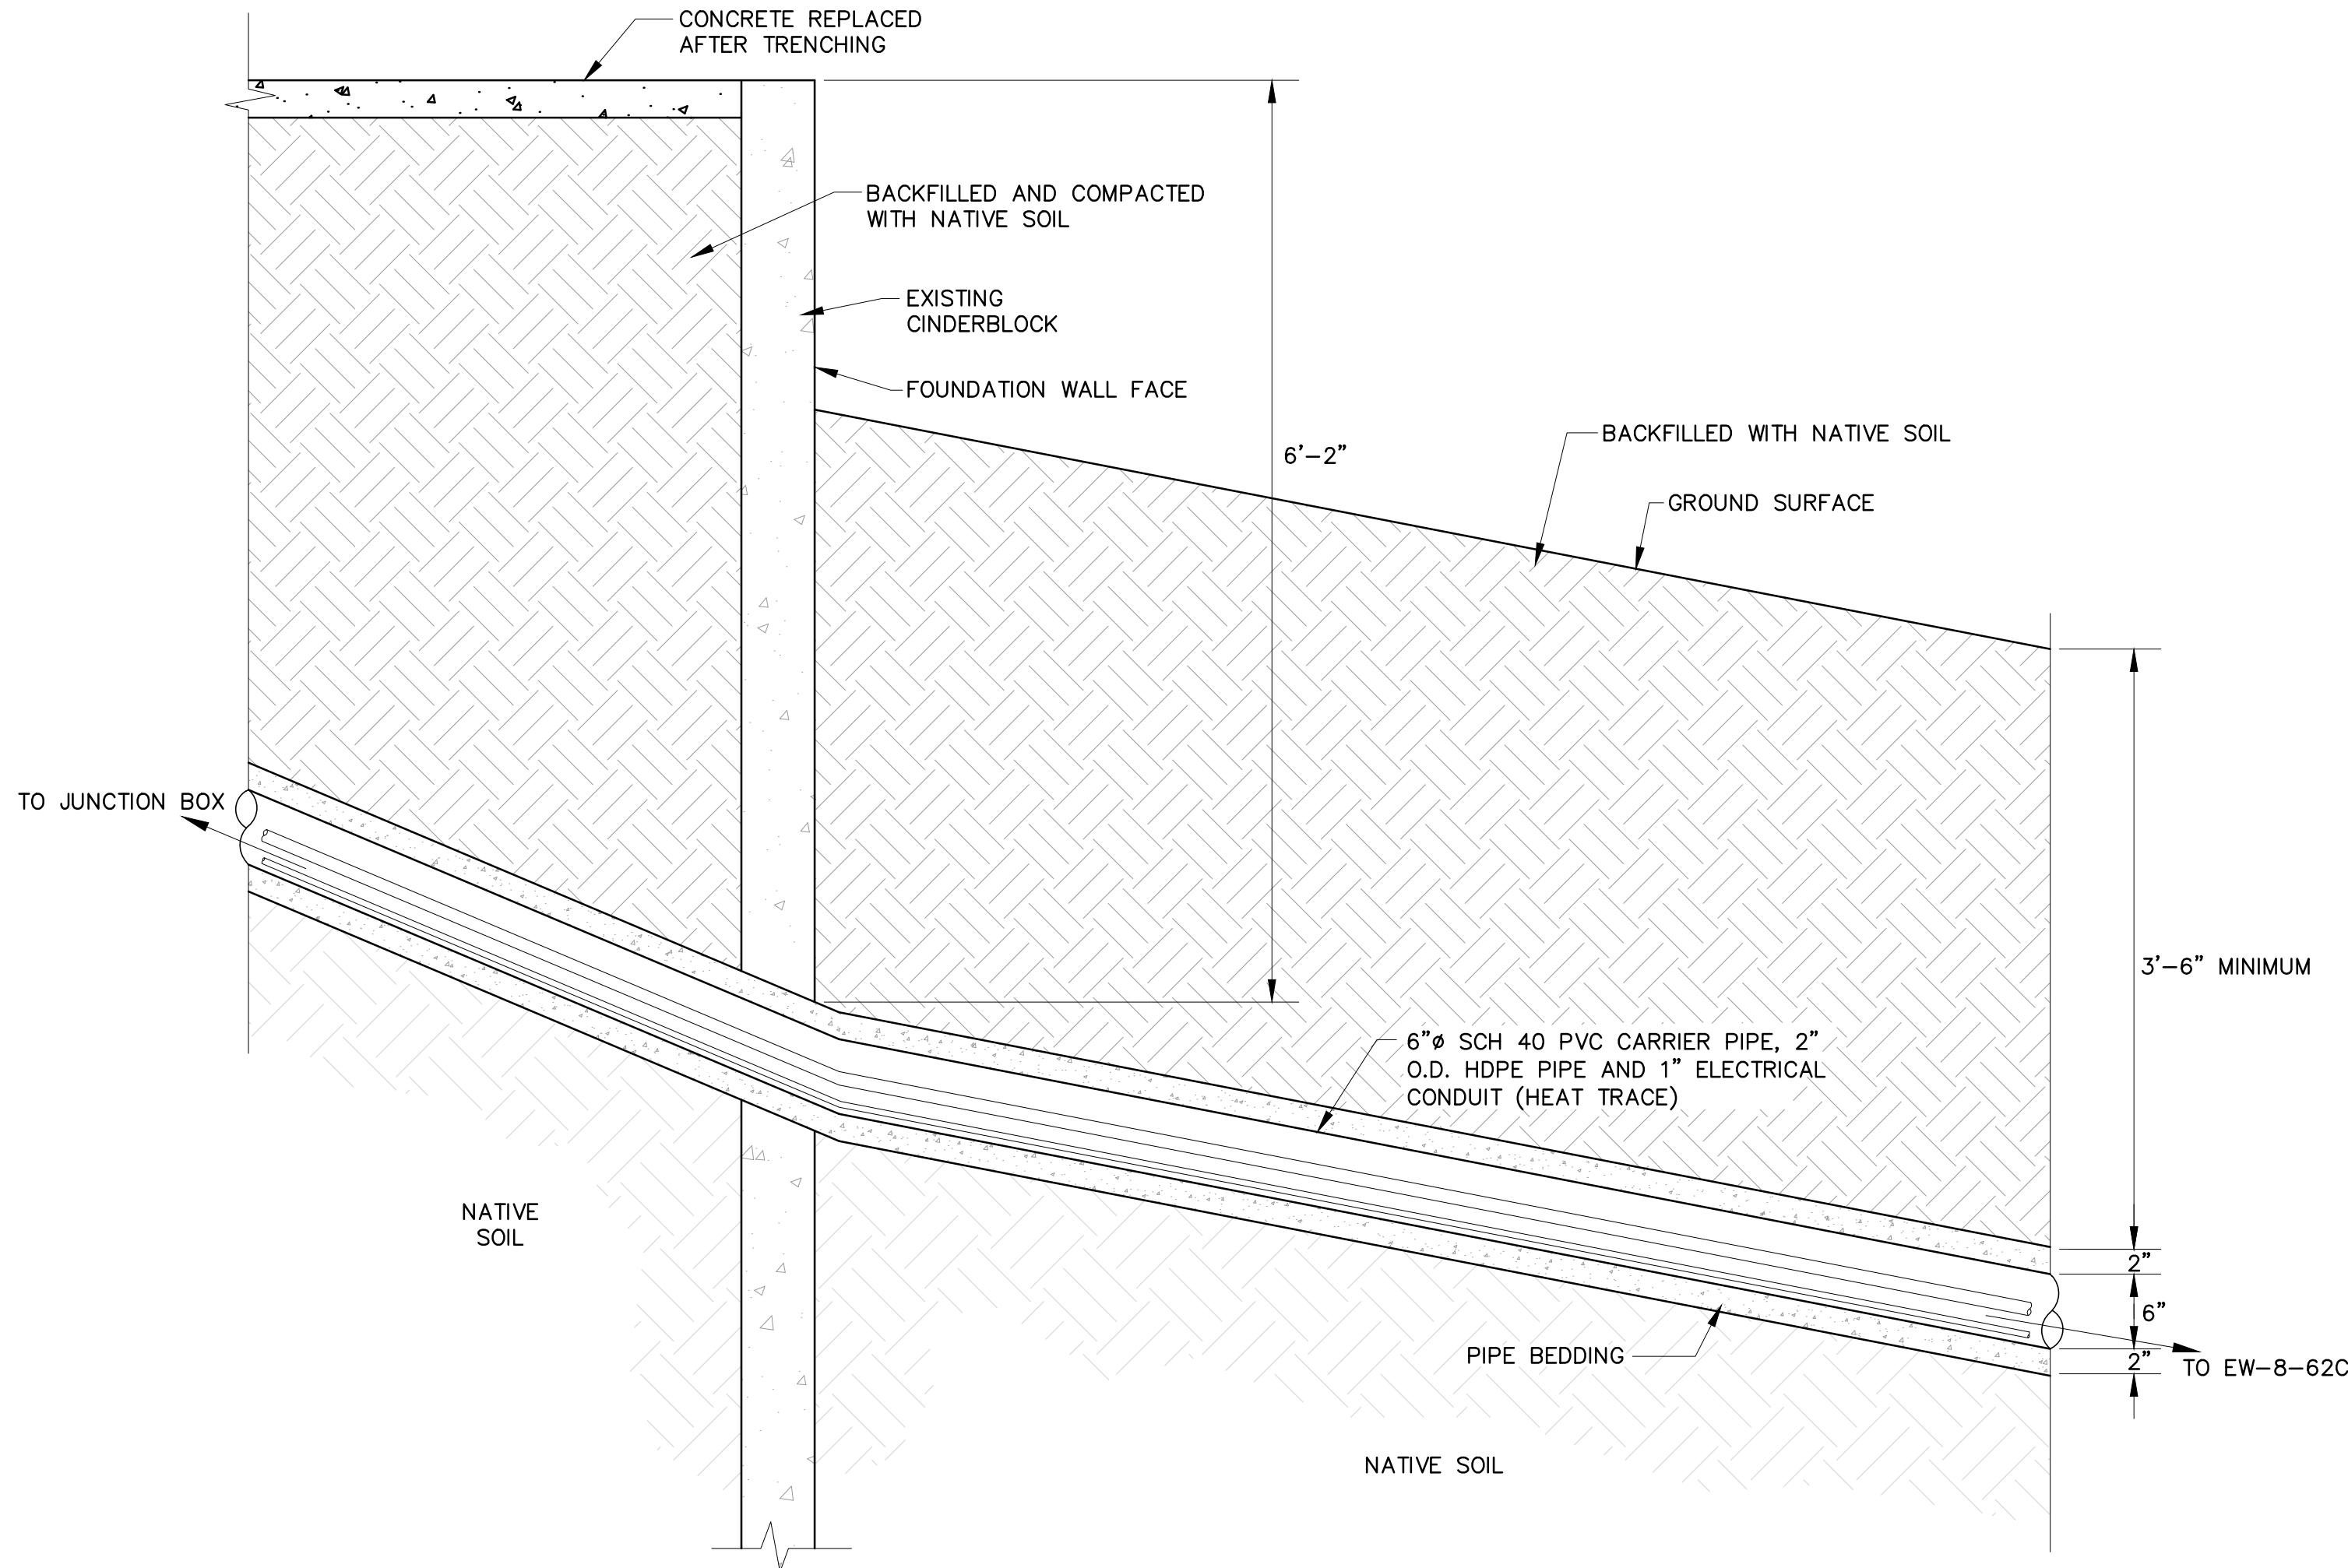 CONCRETE REPLACED
AFTER TRENCHING
BACKFILLED AND COMPACTED
WITH NATIVE SOIL
EXISTING
CINDERBLOCK
FOUNDATION WALL FACE
6'-2"
BACKFILLED WITH NATIVE SOIL
GROUND SURFACE
TO JUNCTION BOX
3'-6" MINIMUM
6"ø SCH 40 PVC CARRIER PIPE, 2"
O.D. HDPE PIPE AND 1" ELECTRICAL
CONDUIT (HEAT TRACE)
NATIVE
SOIL
2"
6"
2"
PIPE BEDDING
TO EW-8-62C
NATIVE SOIL